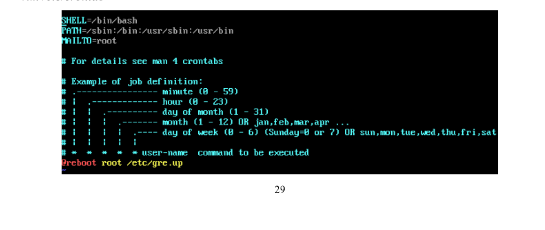 SHELL=/bin/bash
PATH=/sbin:/bin:/usr/sbin:/usr/bin
MAILTO=root
# For details see man 4 crontabs
# Example of job definition:
# .---------------- minute (0 - 59)
# | .------------- hour (0 - 23)
# | | .---------- day of month (1 - 31)
# | | | .------- month (1 - 12) OR jan,feb,mar,apr ...
# | | | | .---- day of week (0 - 6) (Sunday=0 or 7) OR sun,mon,tue,wed,thu,fri,sat
# | | | | |
# * * * * * user-name command to be executed
@reboot root /etc/gre.up
~
29